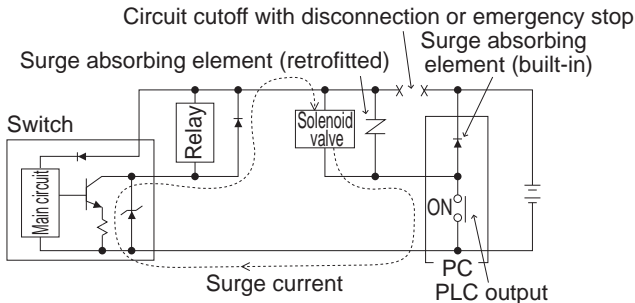 Circuit cutoff with disconnection or emergency stop
Surge absorbing
element (built-in)
Surge absorbing element (retrofitted)
Switch
Main circuit
Relay
Solenoid
valve
ON
PC
PLC output
Surge current